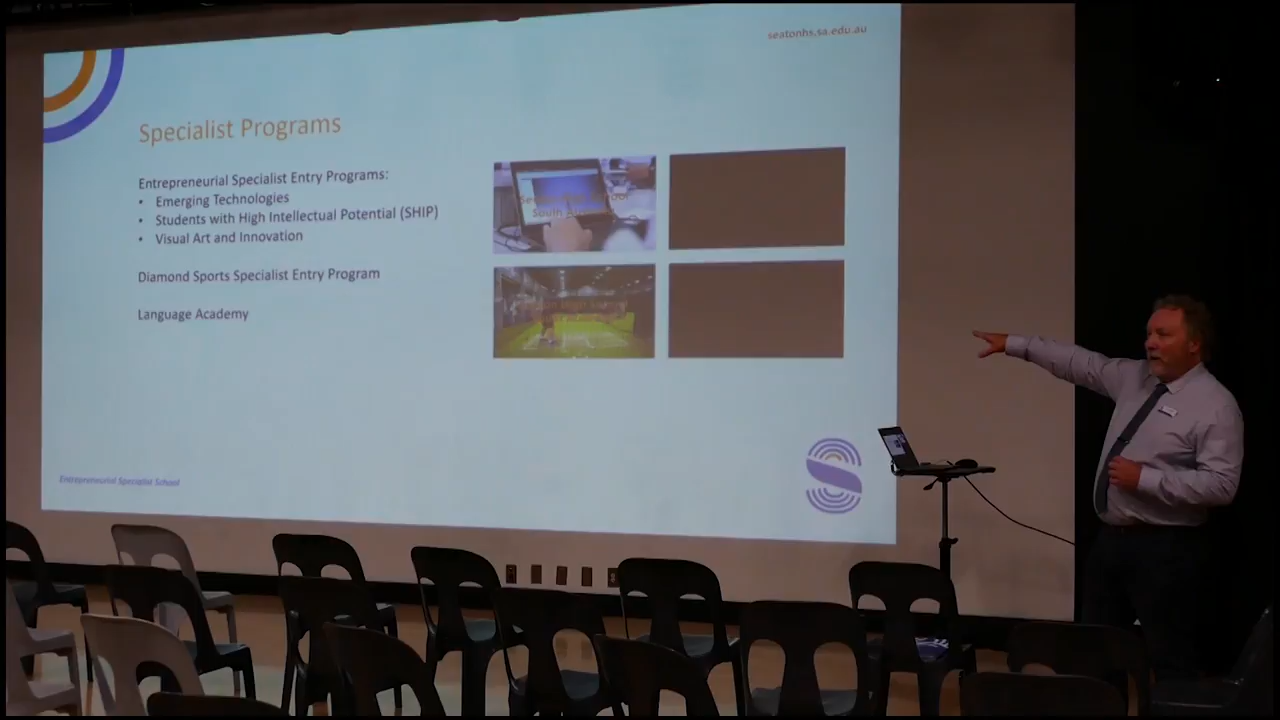 seatonhs.sa.edu.au
Specialist Programs
Entrepreneurial Specialist Entry Programs:
• Emerging Technologies
• Students with High Intellectual Potential (SHIP)
• Visual Art and Innovation
Diamond Sports Specialist Entry Program
Language Academy
Entrepreneurial Specialist School